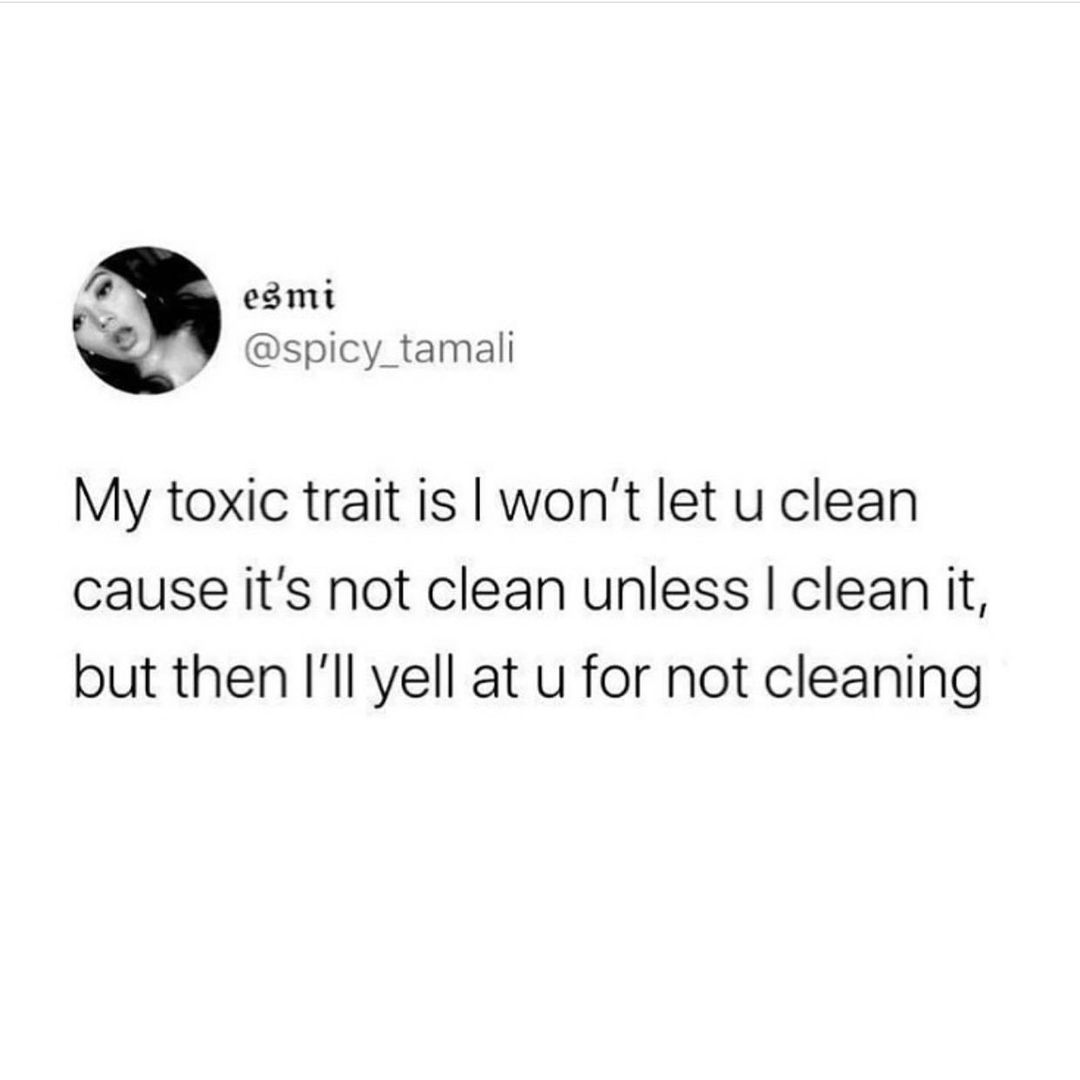 esmi
@spicy_tamali
My toxic trait is I won't let u clean
cause it's not clean unless I clean it,
but then I'll yell at u for not cleaning